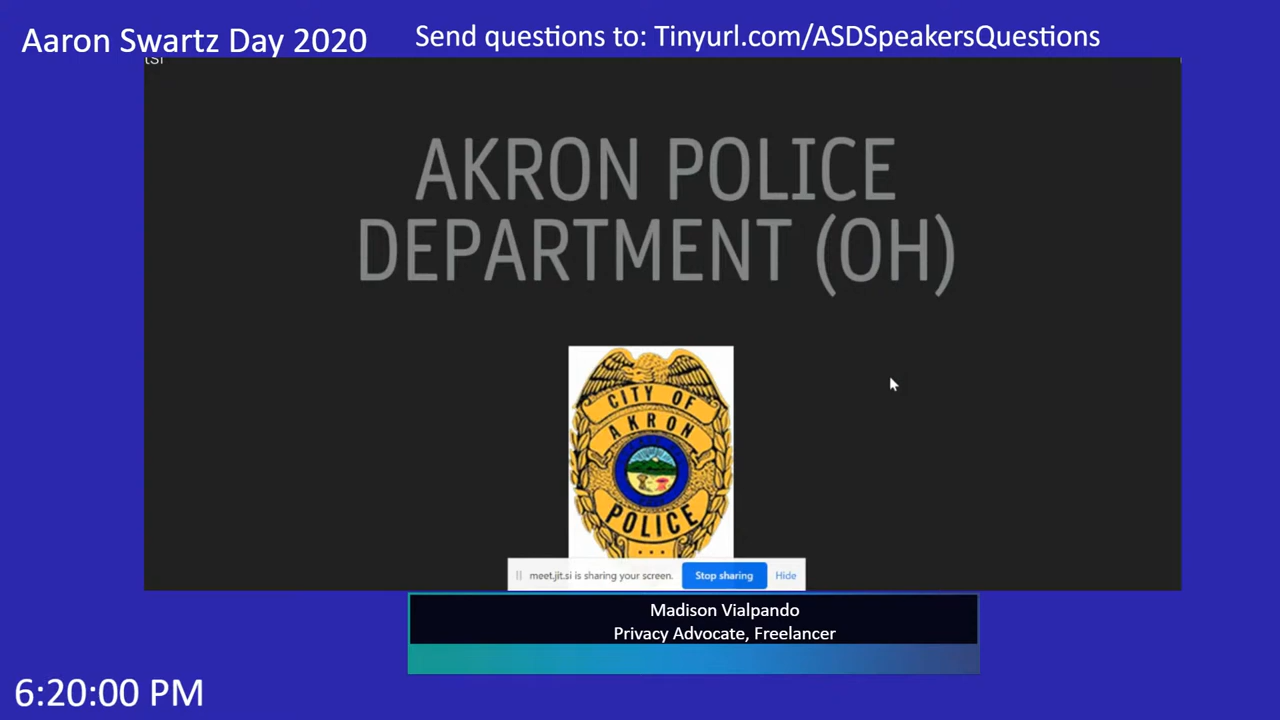 Aaron Swartz Day 2020
Send questions to: Tinyurl.com/ASDSpeakersQuestions
AKRON POLICE
DEPARTMENT (OH)
CITY OF
AKRON
POLICE
meet.jit.si is sharing your screen.
Stop sharing
Hide
Madison Vialpando
Privacy Advocate, Freelancer
6:20:00 PM